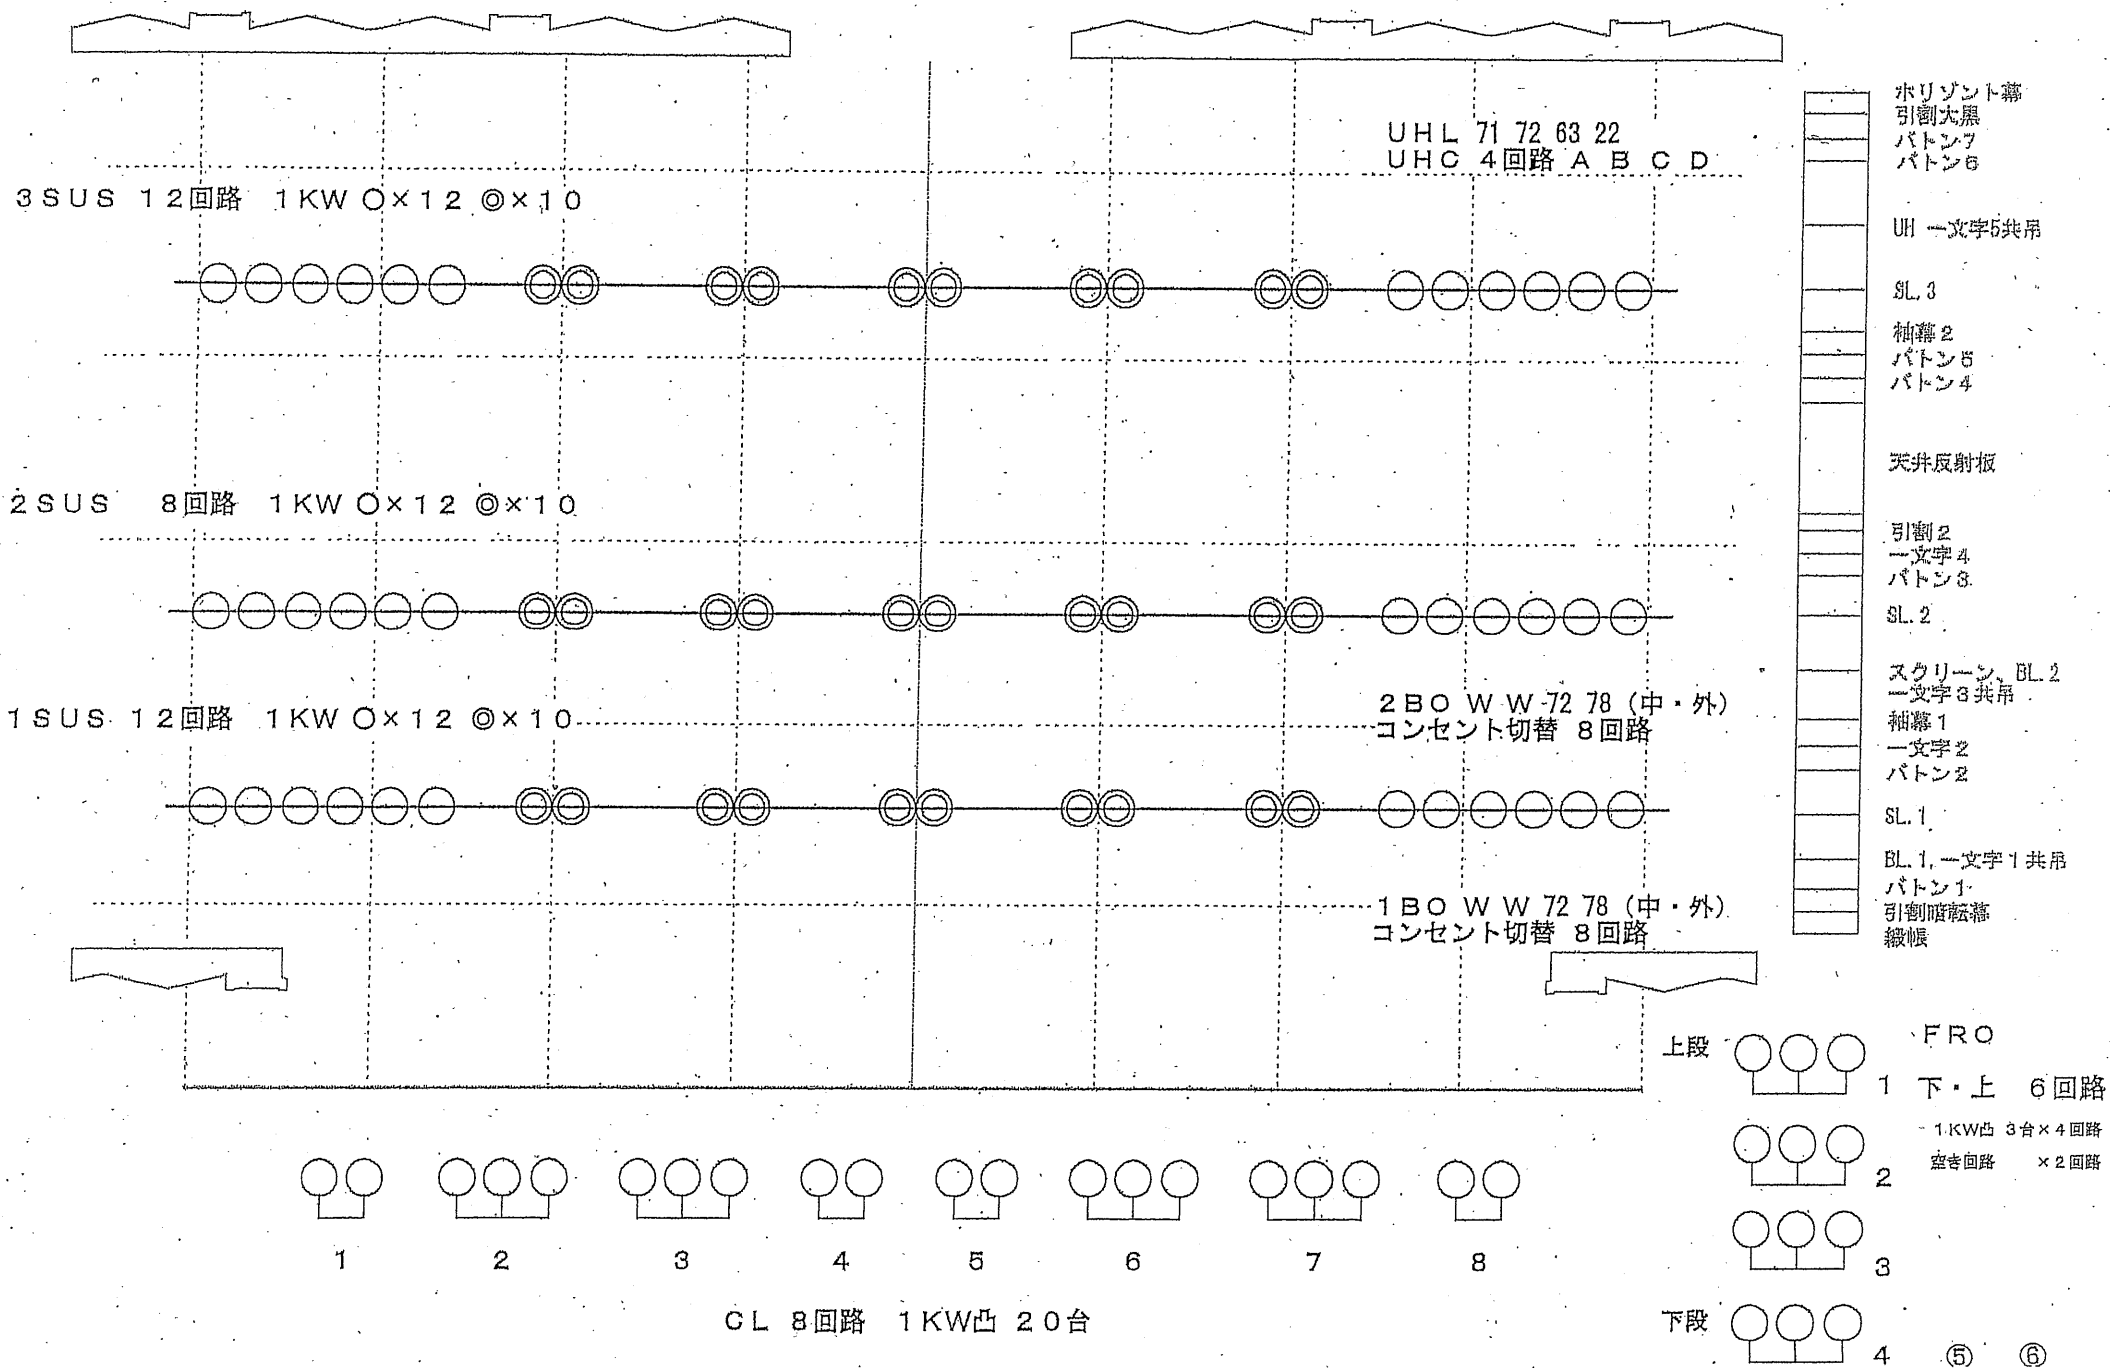 UHL 71 72 63 22
UHC 4回路 A B C D
3SUS 12回路 1KW ○×12 ◎×10
2SUS 8回路 1KW ○×12 ◎×10
1SUS 12回路 1KW ○×12 ◎×10
2BO W W 72 78 (中・外)
コンセント切替 8回路
1BO W W 72 78 (中・外)
コンセント切替 8回路
ホリゾント幕
引割大黒
バトン7
バトン6
UH 一文字5共吊
SL.3
袖幕2
バトン5
バトン4
天井反射板
引割2
一文字4
バトン3
SL.2
スクリーン、BL.2
一文字3共吊
袖幕1
一文字2
バトン2
SL.1
BL.1,一文字1共吊
バトン1
引割暗転幕
緞帳
上段
FRO
1 下・上 6回路
1KW凸 3台×4回路
空き回路 ×2回路
2
3
下段
4 ⑤ ⑥
1 2 3 4 5 6 7 8
CL 8回路 1KW凸 20台